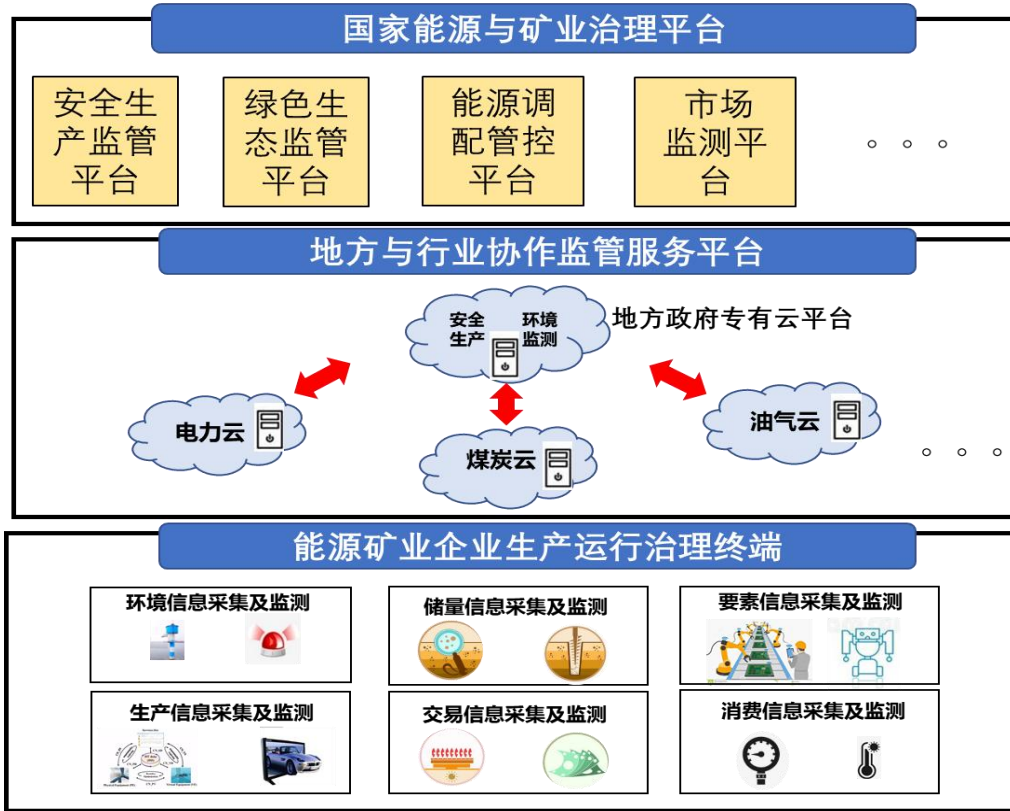 国家能源与矿业治理平台
安全生
产监管
平台
绿色生
态监管
平台
能源调
配管控
平台
市场
监测平
台
。。。
地方与行业协作监管服务平台
安全
生产
环境
监测
地方政府专有云平台
电力云
煤炭云
油气云
。。。
能源矿业企业生产运行治理终端
环境信息采集及监测
储量信息采集及监测
要素信息采集及监测
生产信息采集及监测
交易信息采集及监测
消费信息采集及监测